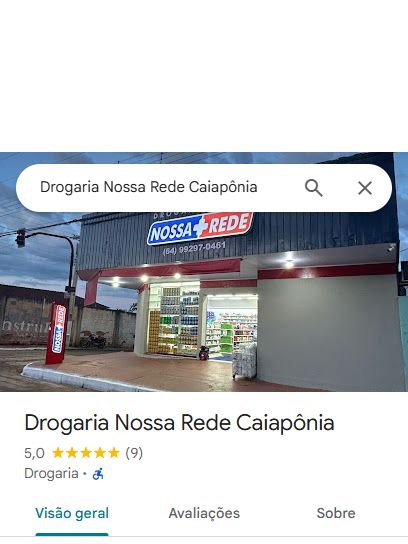 Drogaria Nossa Rede Caiapônia
DROGARIA
NOSSA REDE
(64) 99297-0461
NOSSA REDE
Drogaria Nossa Rede Caiapônia
5,0 ★★★★★ (9)
Drogaria ·
Visão geral
Avaliações
Sobre